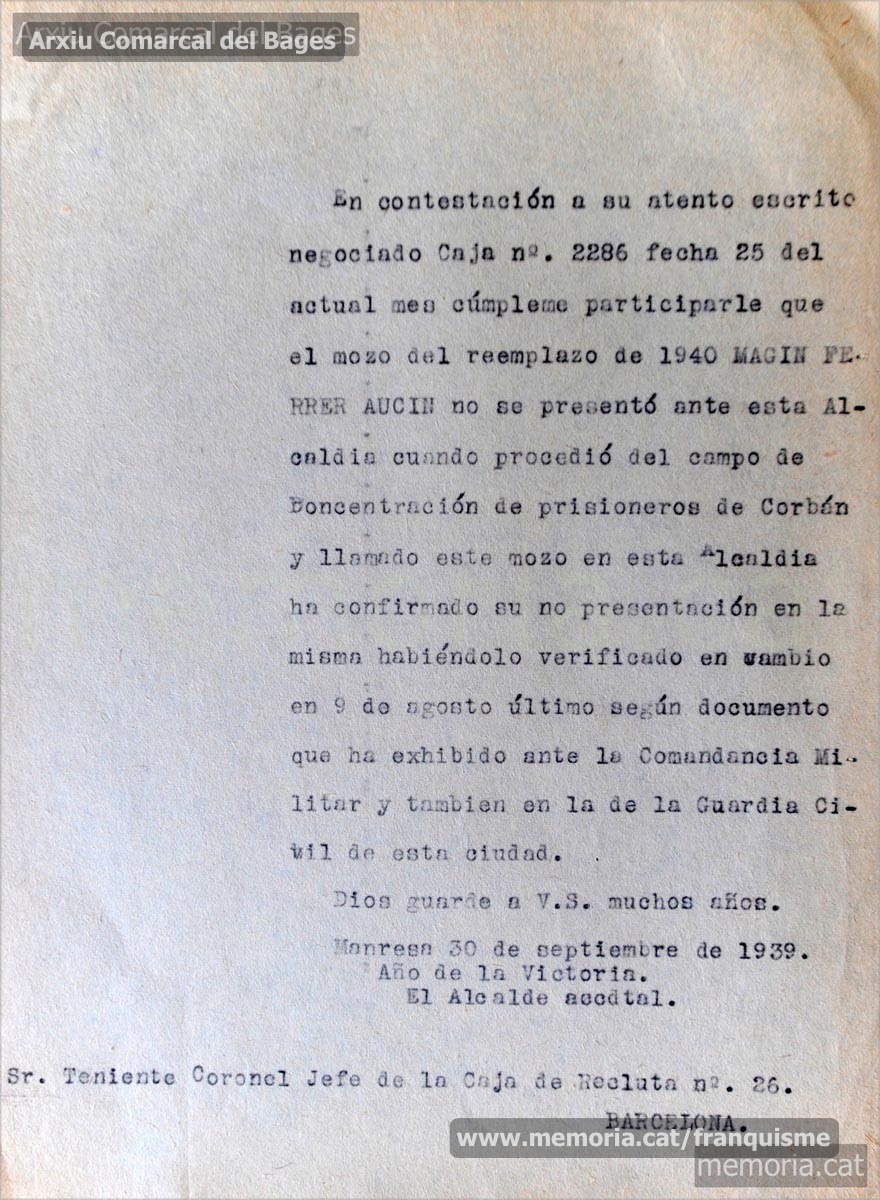 Arxiu Comarcal del Bages
Arxiu Comarcal del Bages
En contestación a su atento escrito
negociado Caja nº. 2286 fecha 25 del
actual mes cúmpleme participarle que
el mozo del reemplazo de 1940 MAGIN FE-
RRER AUCIN no se presentó ante esta Al-
caldia cuando procedió del campo de
Concentración de prisioneros de Corbán
y llamado este mozo en esta Alcaldia
ha confirmado su no presentación en la
misma habiéndolo verificado en cambio
en 9 de agosto último según documento
que ha exhibido ante la Comandancia Mi-
litar y tambien en la de la Guardia Ci-
vil de esta ciudad.
Dios guarde a V.S. muchos años.
Manresa 30 de septiembre de 1939.
Año de la Victoria.
El Alcalde accdtal.
Sr. Teniente Coronel Jefe de la Caja de Recluta nº. 26.
BARCELONA.
www.memoria.cat/franquisme
memoria.cat